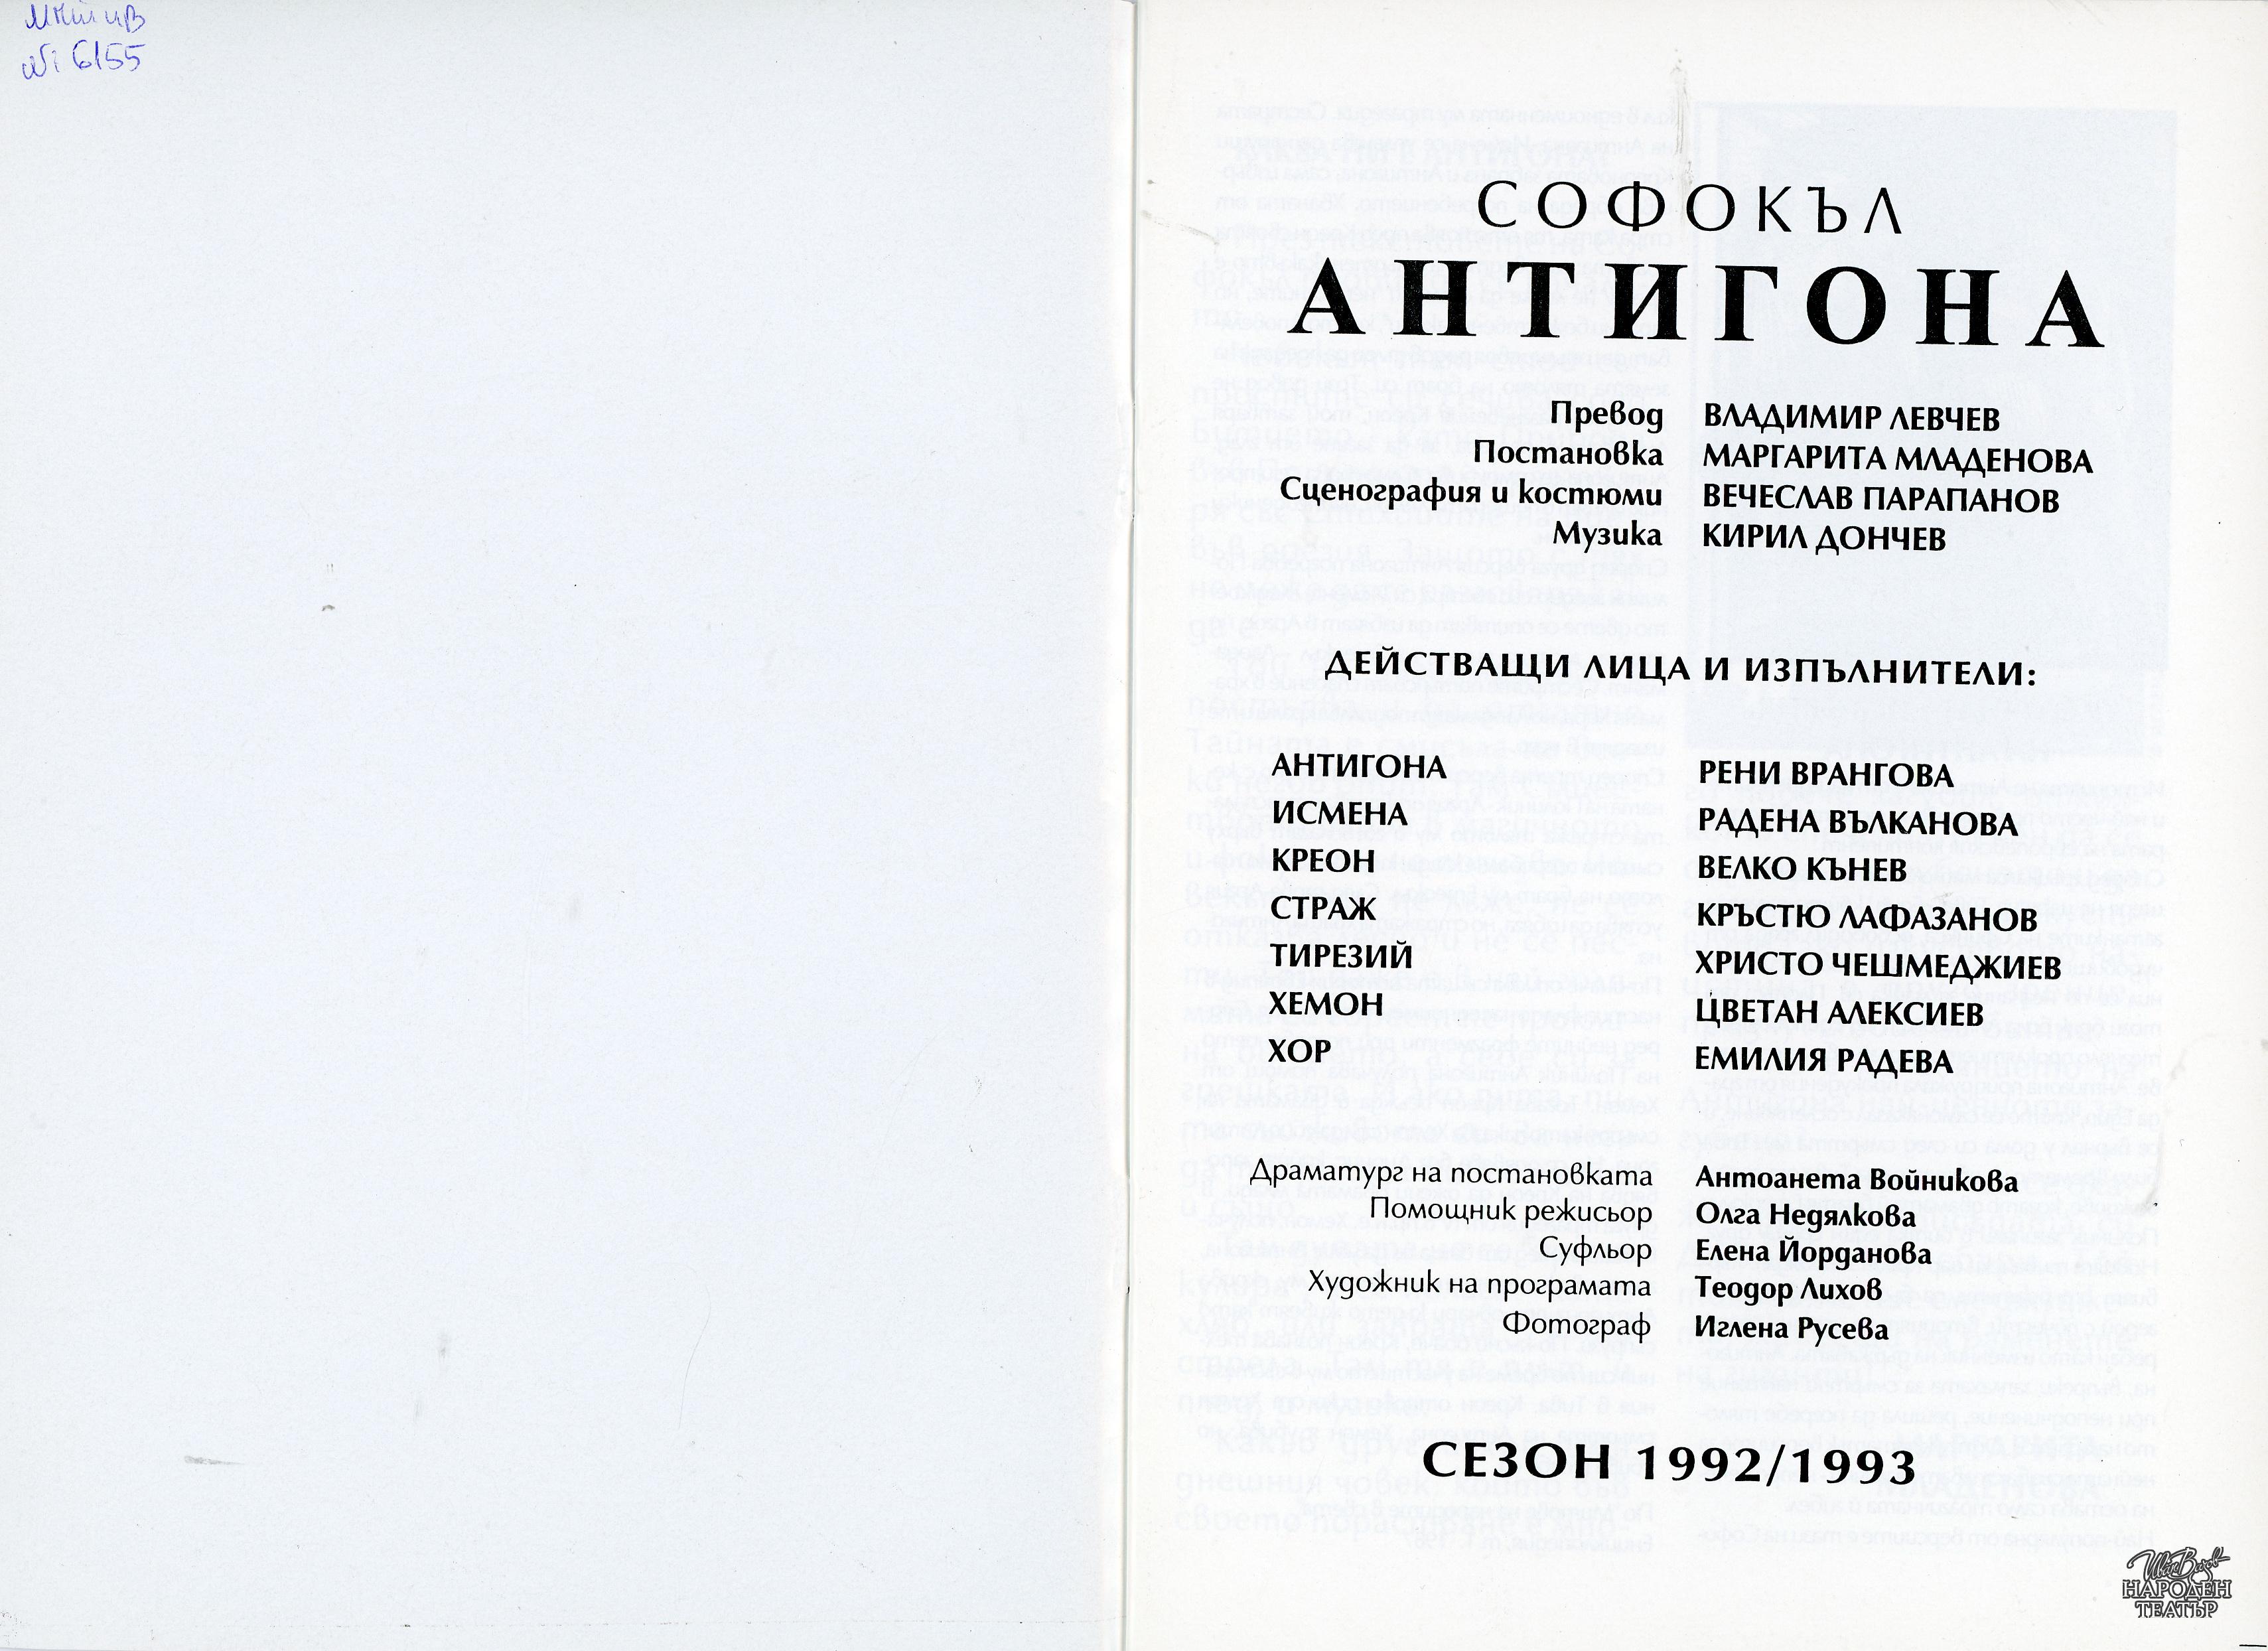 № 6155
СОФОКЪЛ
АНТИГОНА
Превод ВЛАДИМИР ЛЕВЧЕВ
Постановка МАРГАРИТА МЛАДЕНОВА
Сценография и костюми ВЕЧЕСЛАВ ПАРАПАНОВ
Музика КИРИЛ ДОНЧЕВ
ДЕЙСТВАЩИ ЛИЦА И ИЗПЪЛНИТЕЛИ:
АНТИГОНА РЕНИ ВРАНГОВА
ИСМЕНА РАДЕНА ВЪЛКАНОВА
КРЕОН ВЕЛКО КЪНЕВ
СТРАЖ КРЪСТЮ ЛАФАЗАНОВ
ТИРЕЗИЙ ХРИСТО ЧЕШМЕДЖИЕВ
ХЕМОН ЦВЕТАН АЛЕКСИЕВ
ХОР ЕМИЛИЯ РАДЕВА
Драматург на постановката Антоанета Войникова
Помощник режисьор Олга Недялкова
Суфльор Елена Йорданова
Художник на програмата Теодор Лихов
Фотограф Иглена Русева
СЕЗОН 1992/1993
НАРОДЕН
ТЕАТЪР